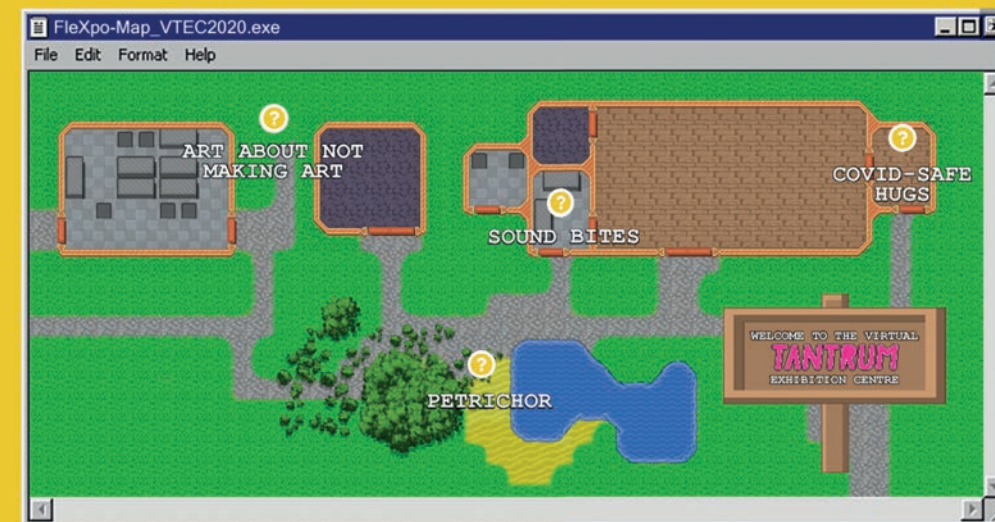 FleXpo-Map_VTEC2020.exe
File Edit Format Help
?
ART ABOUT NOT
MAKING ART
?
COVID-SAFE
HUGS
?
SOUND BITES
?
PETRICHOR
WELCOME TO THE VIRTUAL
TANTRUM
EXHIBITION CENTRE